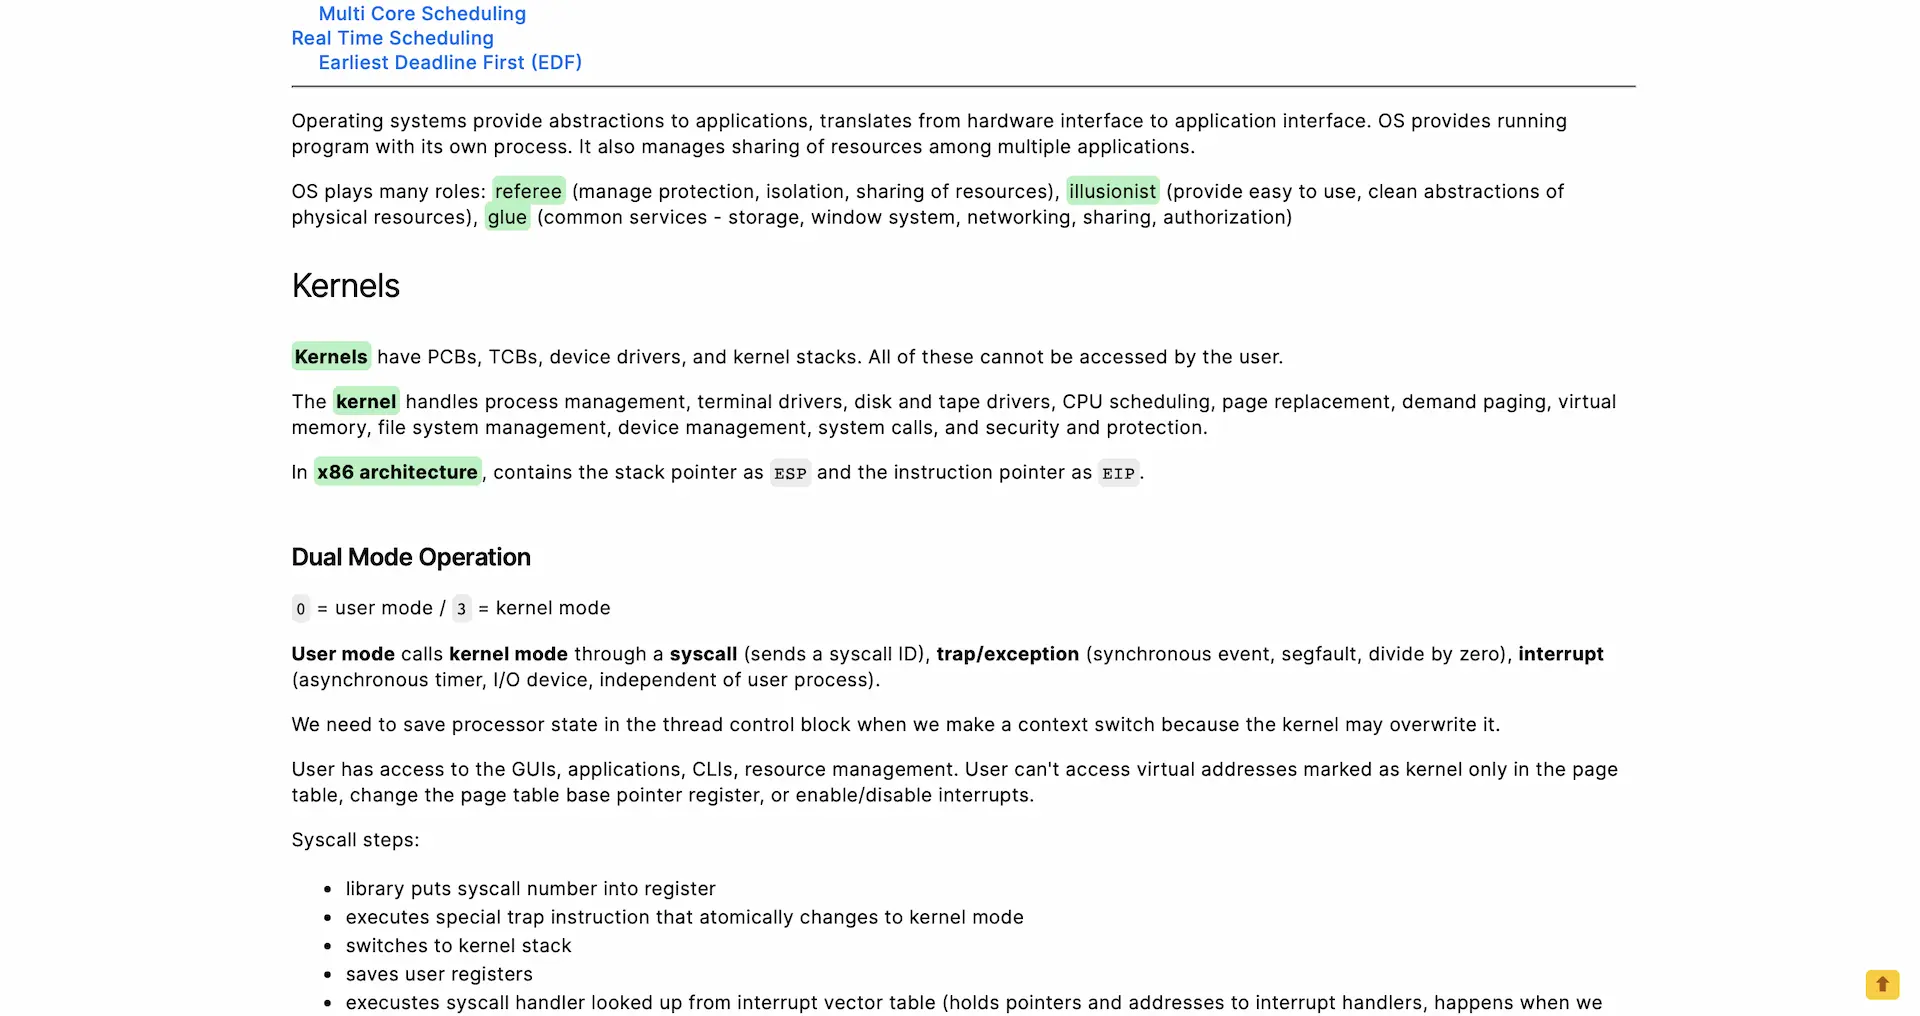 Multi Core Scheduling
Real Time Scheduling
Earliest Deadline First (EDF)
Operating systems provide abstractions to applications, translates from hardware interface to application interface. OS provides running
program with its own process. It also manages sharing of resources among multiple applications.
OS plays many roles: referee (manage protection, isolation, sharing of resources), illusionist (provide easy to use, clean abstractions of
physical resources), glue (common services - storage, window system, networking, sharing, authorization)
Kernels
Kernels have PCBs, TCBs, device drivers, and kernel stacks. All of these cannot be accessed by the user.
The kernel handles process management, terminal drivers, disk and tape drivers, CPU scheduling, page replacement, demand paging, virtual
memory, file system management, device management, system calls, and security and protection.
In x86 architecture, contains the stack pointer as ESP and the instruction pointer as EIP.
Dual Mode Operation
0 = user mode / 3 = kernel mode
User mode calls kernel mode through a syscall (sends a syscall ID), trap/exception (synchronous event, segfault, divide by zero), interrupt
(asynchronous timer, I/O device, independent of user process).
We need to save processor state in the thread control block when we make a context switch because the kernel may overwrite it.
User has access to the GUIs, applications, CLIs, resource management. User can't access virtual addresses marked as kernel only in the page
table, change the page table base pointer register, or enable/disable interrupts.
Syscall steps:
• library puts syscall number into register
• executes special trap instruction that atomically changes to kernel mode
• switches to kernel stack
• saves user registers
• execustes syscall handler looked up from interrupt vector table (holds pointers and addresses to interrupt handlers, happens when we